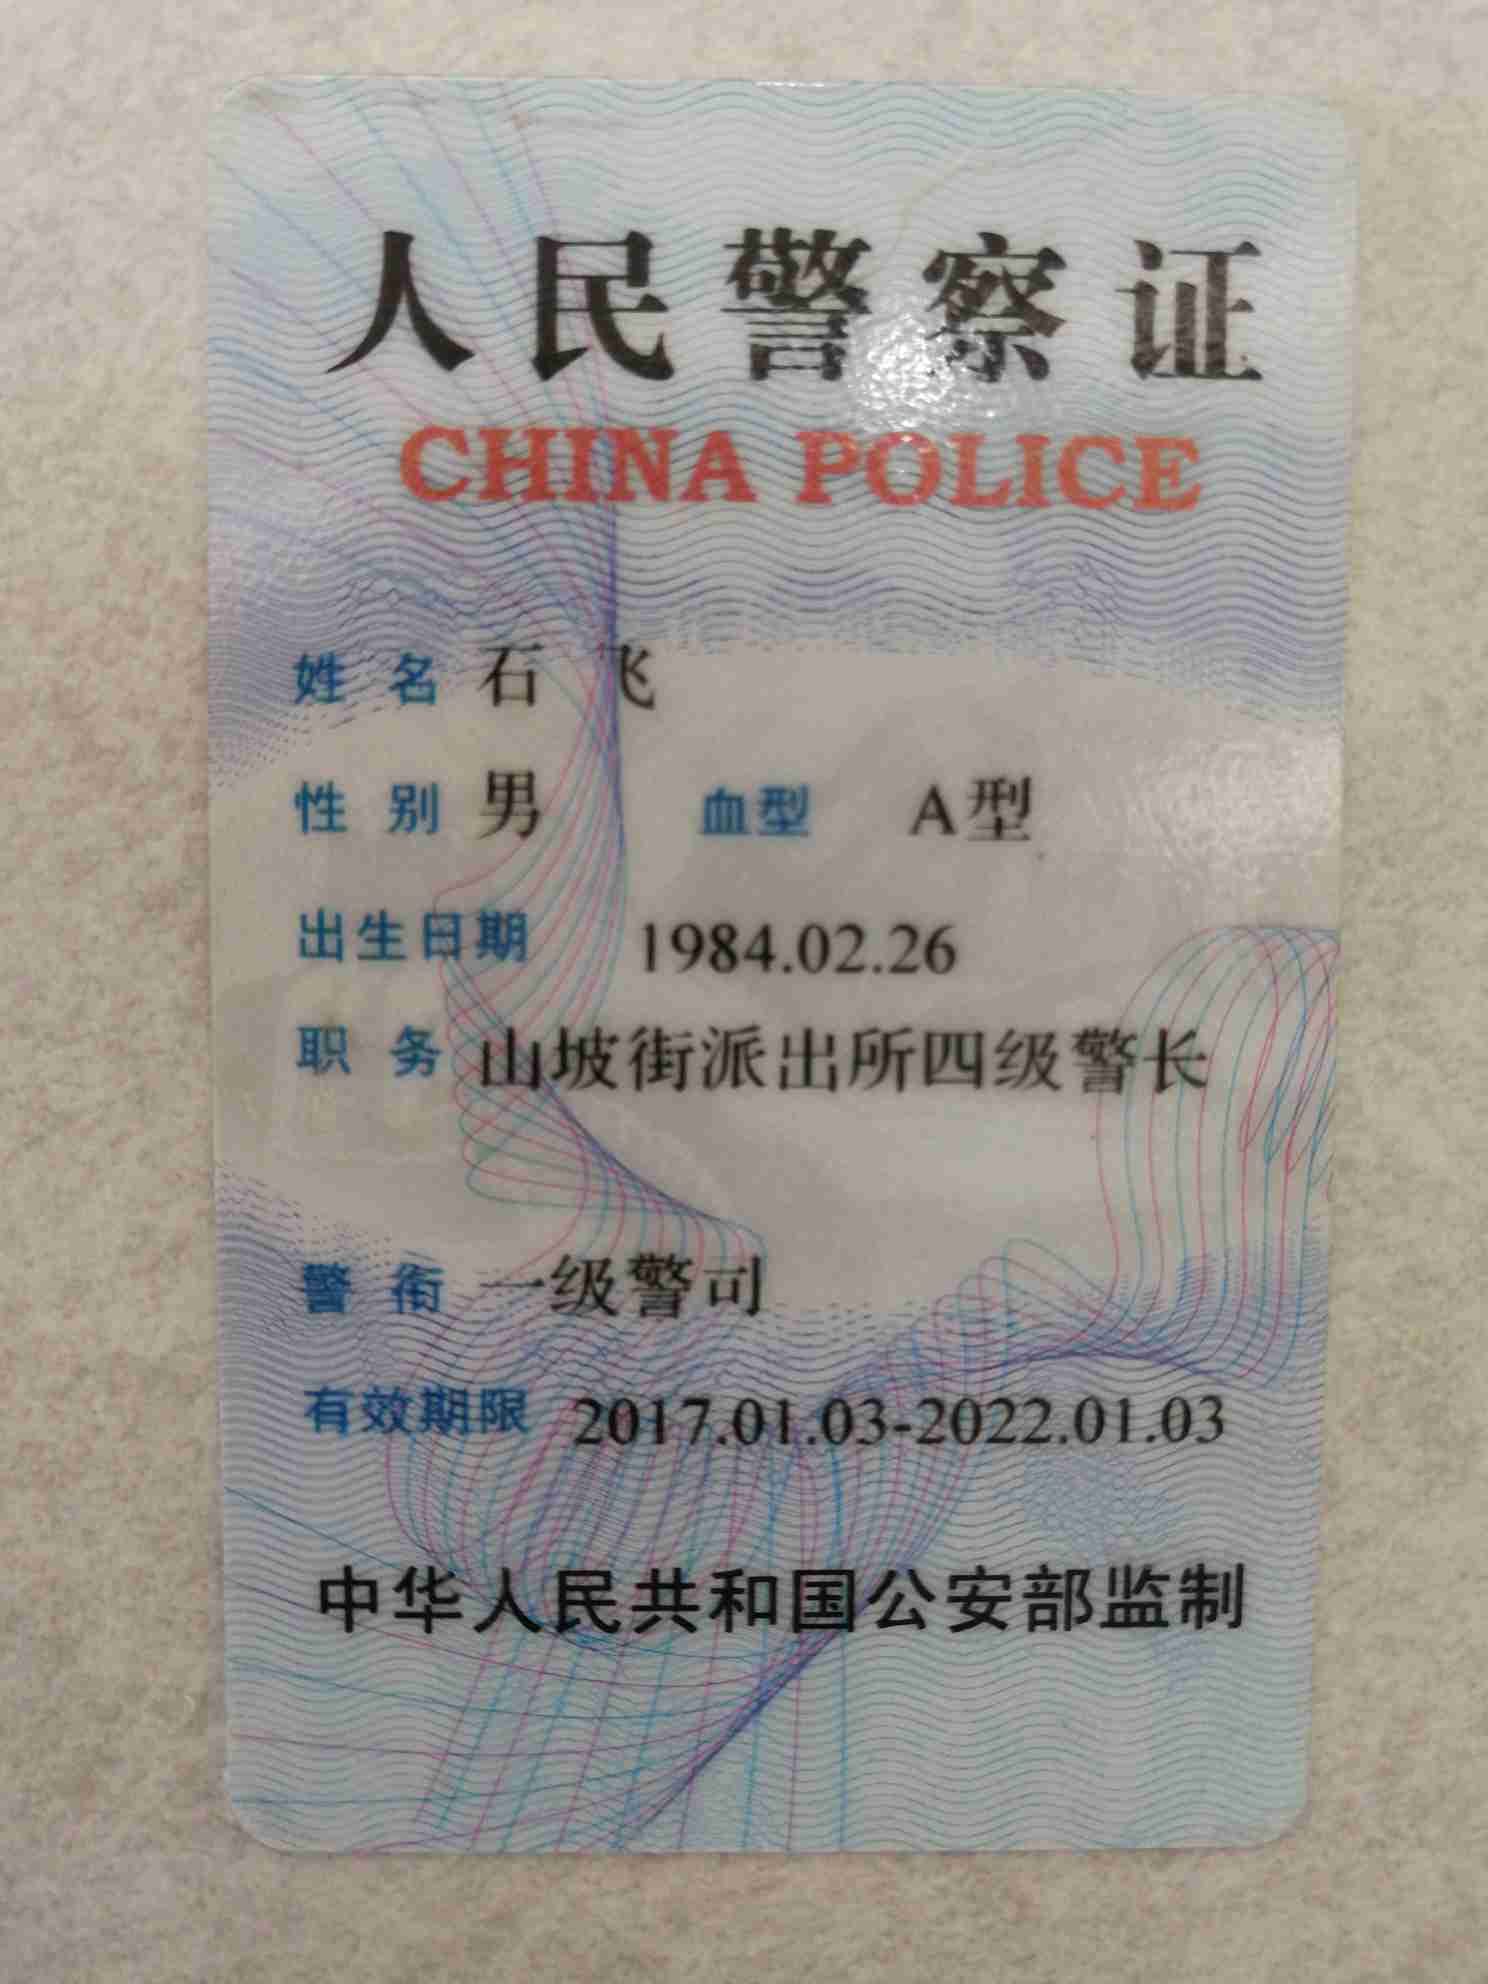 人民警察证
CHINA POLICE
姓名 石飞
性别 男 血型 A型
出生日期 1984.02.26
职务 山坡街派出所四级警长
警衔 一级警司
有效期限 2017.01.03-2022.01.03
中华人民共和国公安部监制